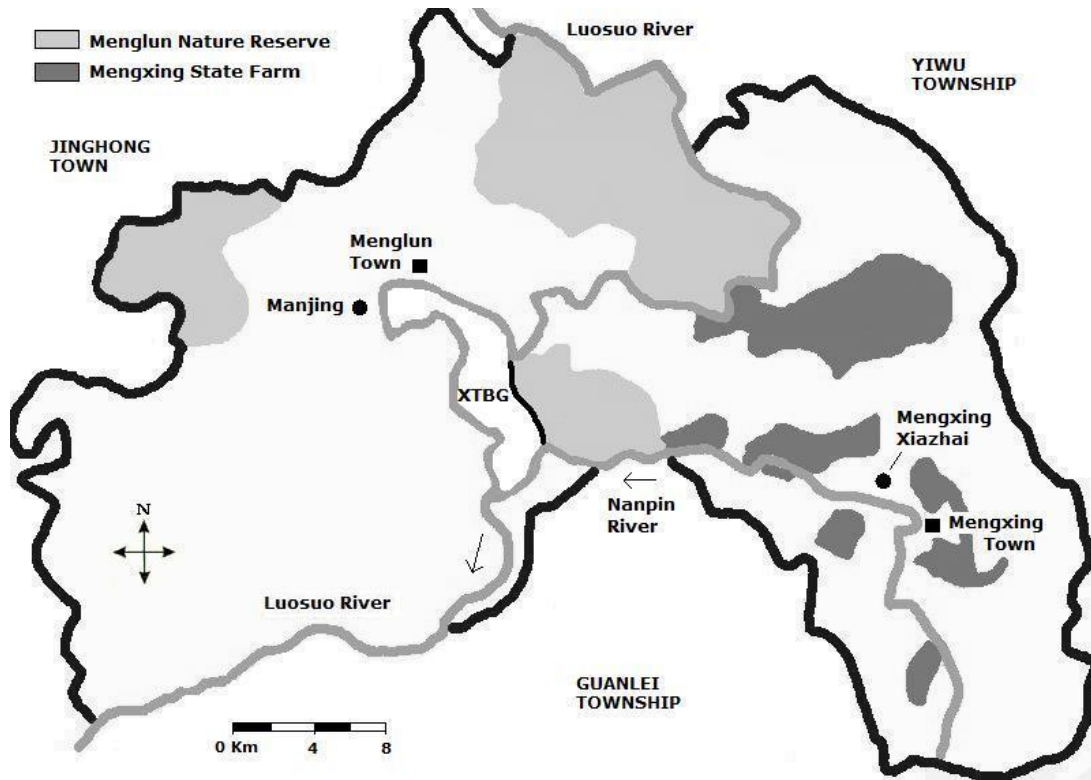 Menglun Nature Reserve
Mengxing State Farm
Luosuo River
YIWU
TOWNSHIP
JINGHONG
TOWN
Menglun
Town
Manjing
XTBG
Mengxing
Xiazhai
Nanpin
River
Mengxing
Town
N
Luosuo River
GUANLEI
TOWNSHIP
0 Km 4 8